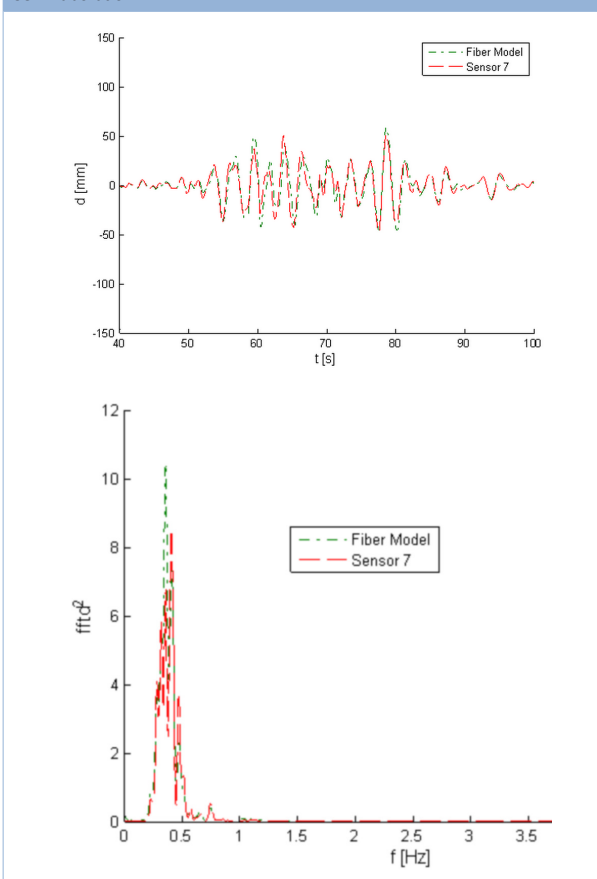 150
100
50
0
-50
-100
-150
d [mm]
Fiber Model
Sensor 7
40 50 60 70 80 90 100
t [s]
12
10
8
6
4
2
0
fftd²
Fiber Model
Sensor 7
0 0.5 1 1.5 2 2.5 3 3.5
f [Hz]